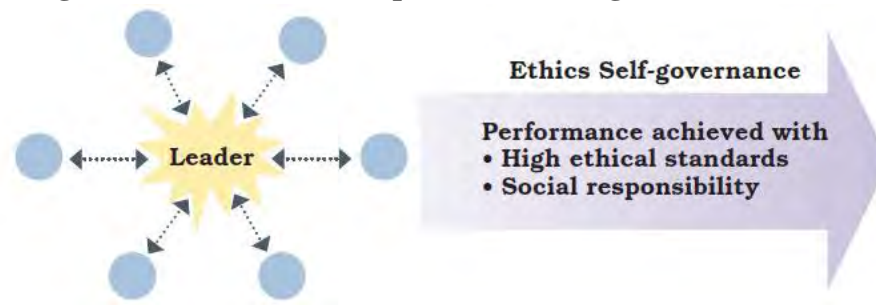 Leader
Ethics Self-governance
Performance achieved with
• High ethical standards
• Social responsibility